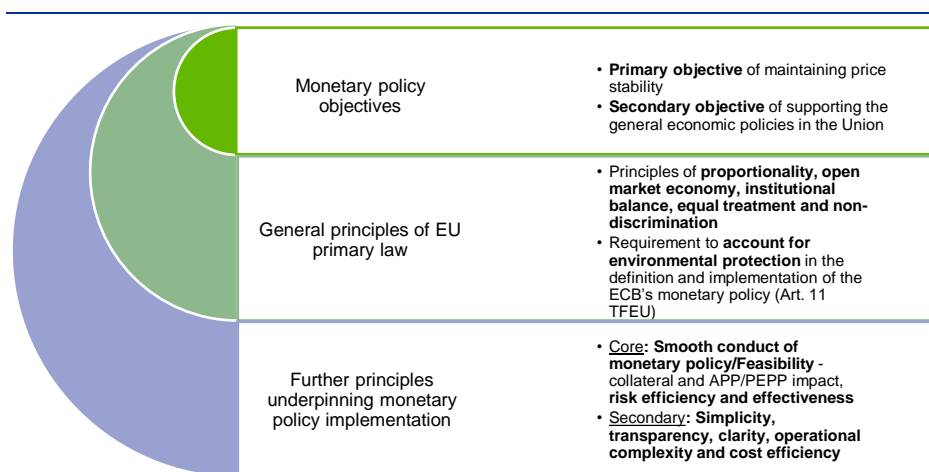 Monetary policy
objectives
• Primary objective of maintaining price
stability
• Secondary objective of supporting the
general economic policies in the Union
General principles of EU
primary law
• Principles of proportionality, open
market economy, institutional
balance, equal treatment and non-
discrimination
• Requirement to account for
environmental protection in the
definition and implementation of the
ECB's monetary policy (Art. 11
TFEU)
Further principles
underpinning monetary
policy implementation
• Core: Smooth conduct of
monetary policy/Feasibility -
collateral and APP/PEPP impact,
risk efficiency and effectiveness
• Secondary: Simplicity,
transparency, clarity, operational
complexity and cost efficiency